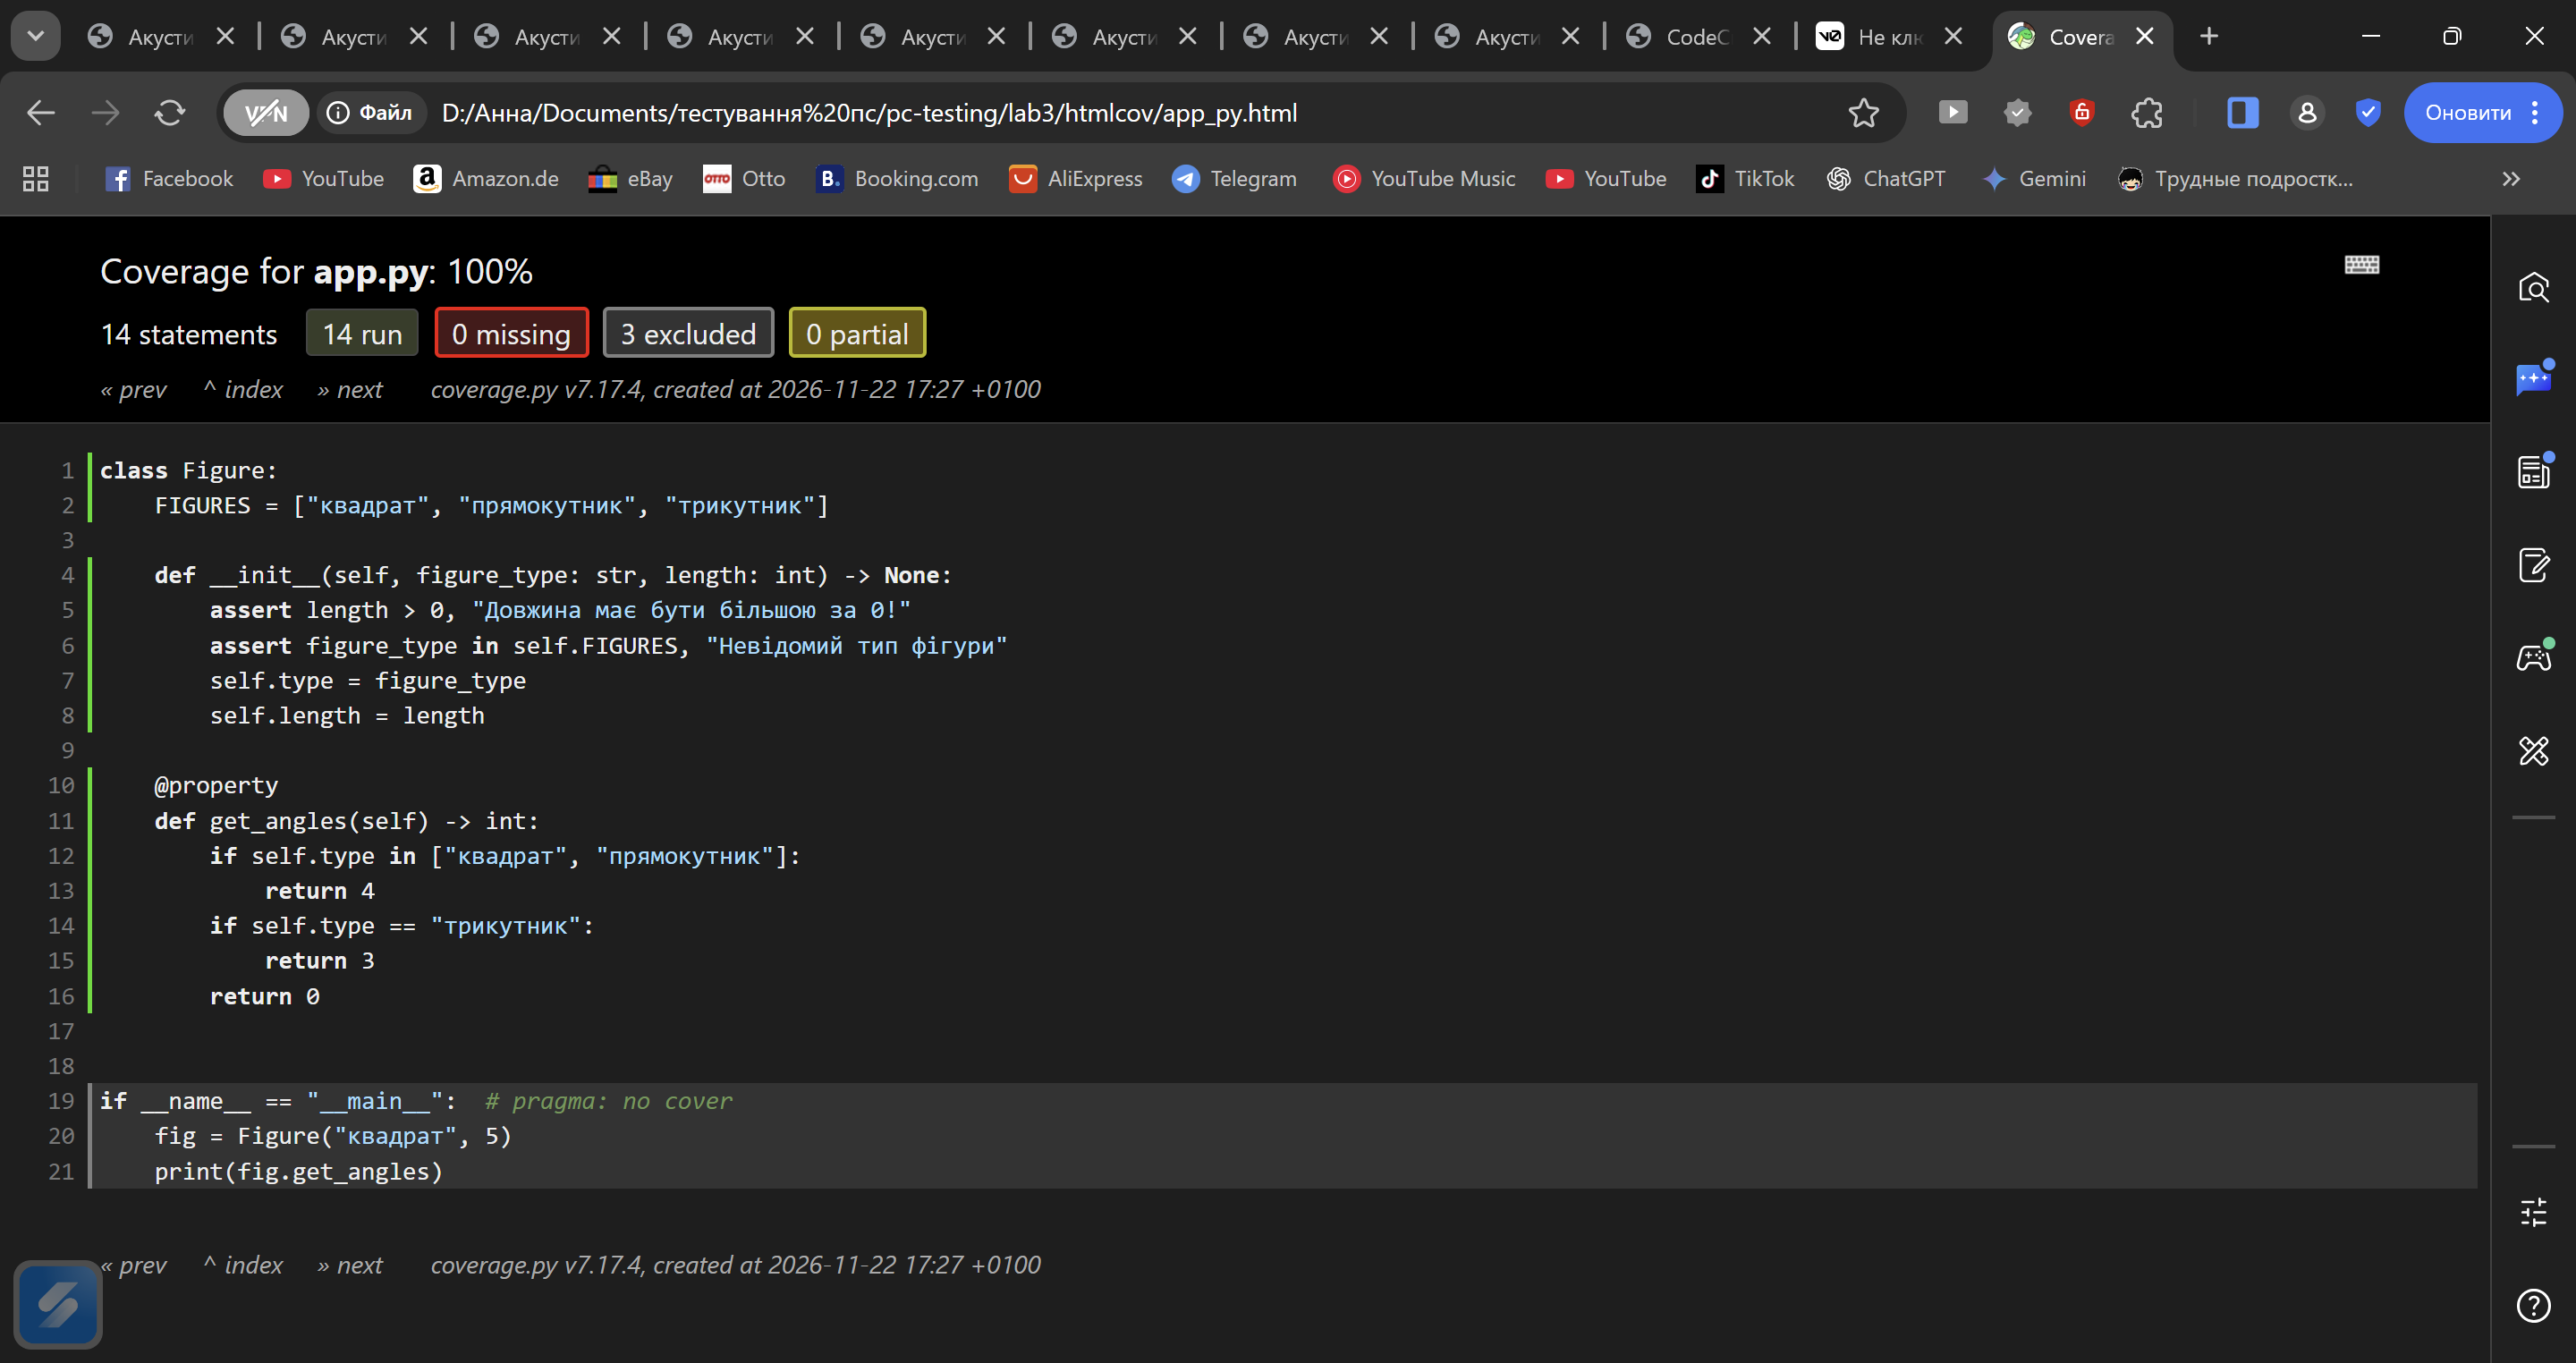 Акусти
Акусти
Акусти
Акусти
Акусти
Акусти
Акусти
Акусти
CodeC
Не клю
Covera
VPN
Файл
D:/Анна/Documents/тестування%20пс/pc-testing/lab3/htmlcov/app_py.html
Оновити
Facebook
YouTube
Amazon.de
eBay
Otto
Booking.com
AliExpress
Telegram
YouTube Music
YouTube
TikTok
ChatGPT
Gemini
Трудные подростк...
Coverage for app.py: 100%
14 statements 14 run 0 missing 3 excluded 0 partial
« prev ^ index » next coverage.py v7.17.4, created at 2026-11-22 17:27 +0100
1 class Figure:
2 FIGURES = ["квадрат", "прямокутник", "трикутник"]
3
4 def __init__(self, figure_type: str, length: int) -> None:
5 assert length > 0, "Довжина має бути більшою за 0!"
6 assert figure_type in self.FIGURES, "Невідомий тип фігури"
7 self.type = figure_type
8 self.length = length
9
10 @property
11 def get_angles(self) -> int:
12 if self.type in ["квадрат", "прямокутник"]:
13 return 4
14 if self.type == "трикутник":
15 return 3
16 return 0
17
18
19 if __name__ == "__main__": # pragma: no cover
20 fig = Figure("квадрат", 5)
21 print(fig.get_angles)
« prev ^ index » next coverage.py v7.17.4, created at 2026-11-22 17:27 +0100